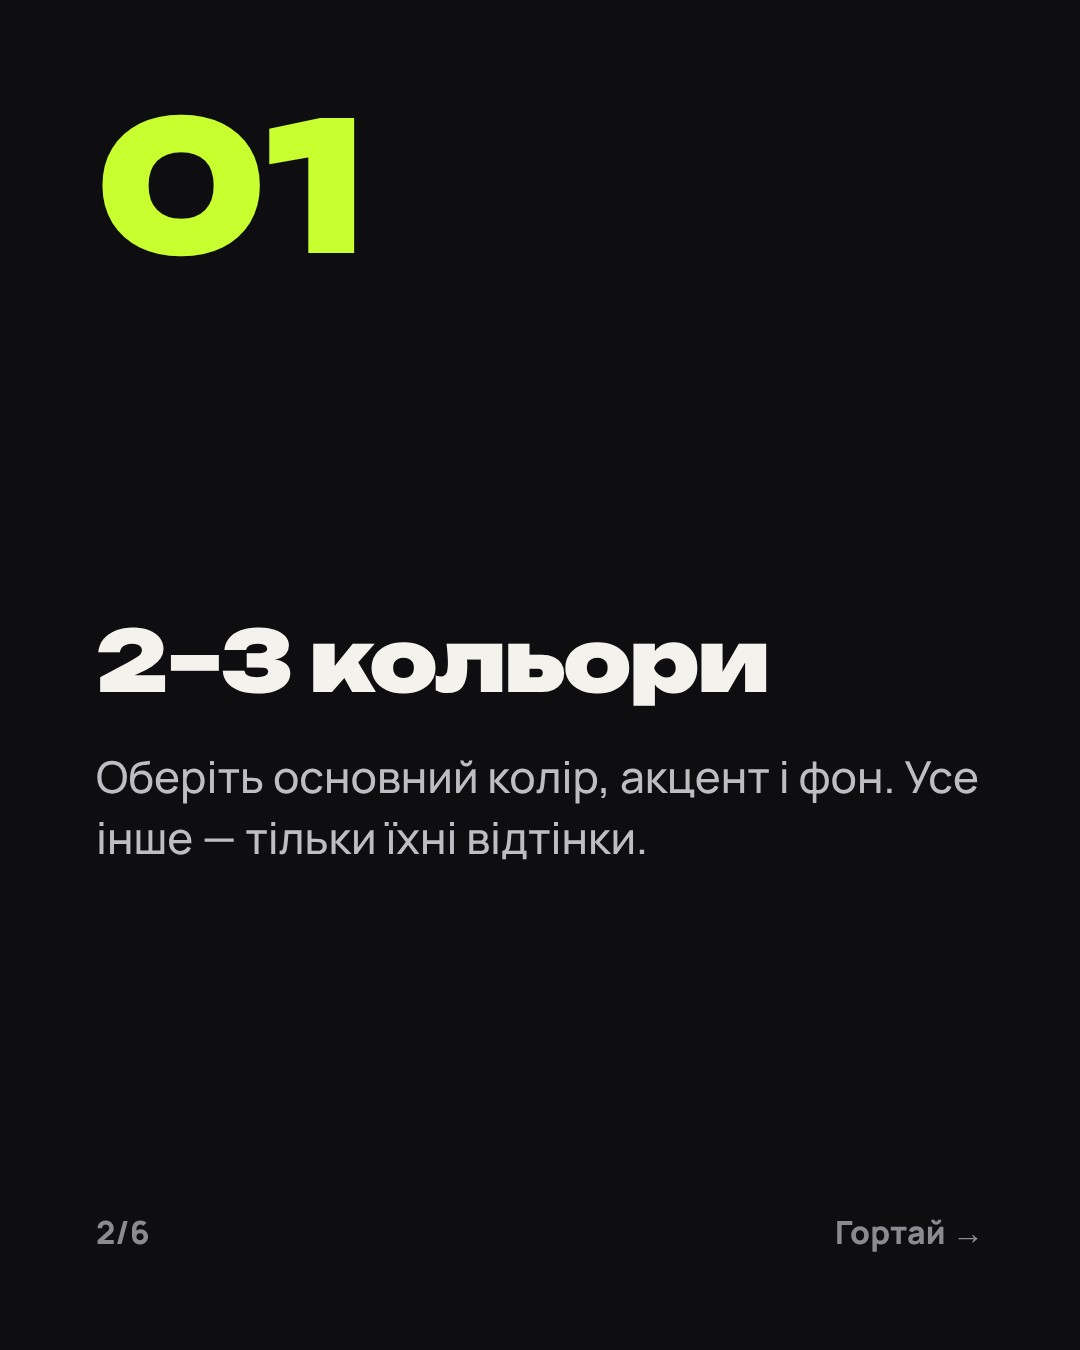 01
2–3 кольори
Оберіть основний колір, акцент і фон. Усе
інше — тільки їхні відтінки.
2/6
Гортай →